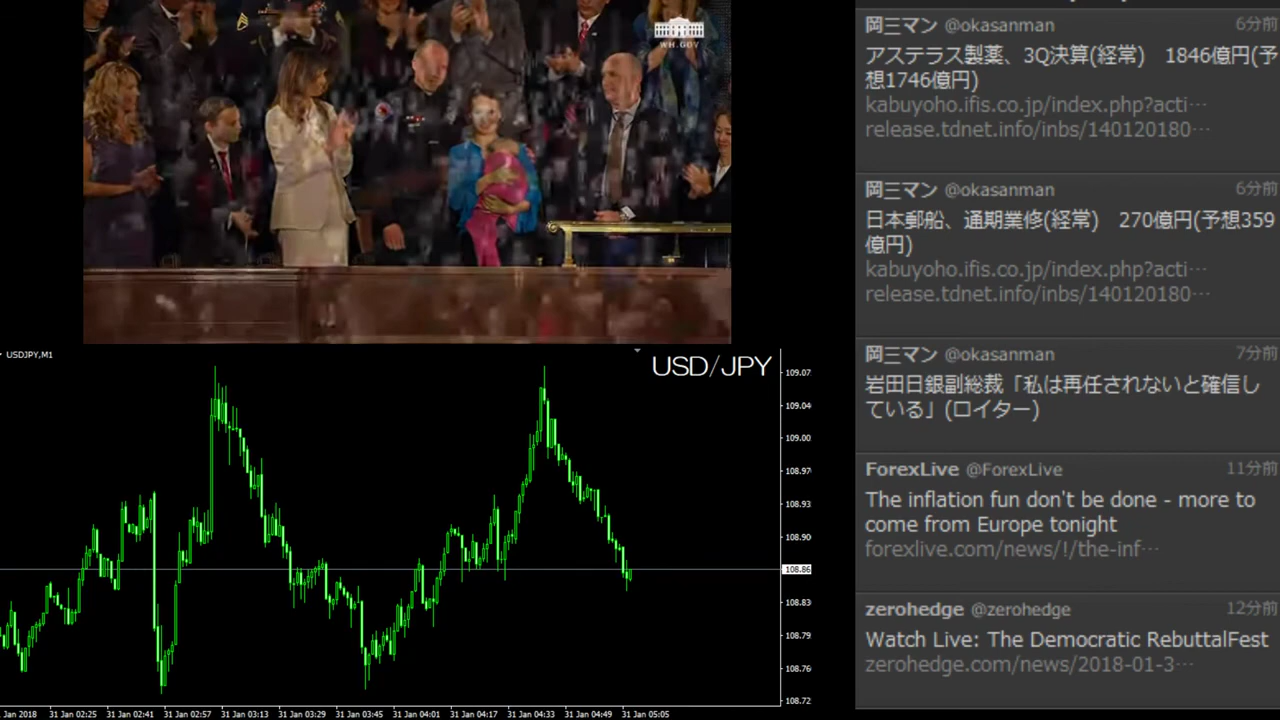 WH.GOV
USDJPY,M1
USD/JPY
109.07
109.04
109.00
108.97
108.93
108.90
108.86
108.83
108.79
108.76
108.72
Jan 2018
31 Jan 02:25
31 Jan 02:41
31 Jan 02:57
31 Jan 03:13
31 Jan 03:29
31 Jan 03:45
31 Jan 04:01
31 Jan 04:17
31 Jan 04:33
31 Jan 04:49
31 Jan 05:05
岡三マン @okasanman 6分前
アステラス製薬、3Q決算(経常) 1846億円(予
想1746億円)
kabuyoho.ifis.co.jp/index.php?acti…
release.tdnet.info/inbs/140120180…
岡三マン @okasanman 6分前
日本郵船、通期業修(経常) 270億円(予想359
億円)
kabuyoho.ifis.co.jp/index.php?acti…
release.tdnet.info/inbs/140120180…
岡三マン @okasanman 7分前
岩田日銀副総裁「私は再任されないと確信し
ている」(ロイター)
ForexLive @ForexLive 11分前
The inflation fun don't be done - more to
come from Europe tonight
forexlive.com/news/!/the-inf…
zerohedge @zerohedge 12分前
Watch Live: The Democratic RebuttalFest
zerohedge.com/news/2018-01-3…